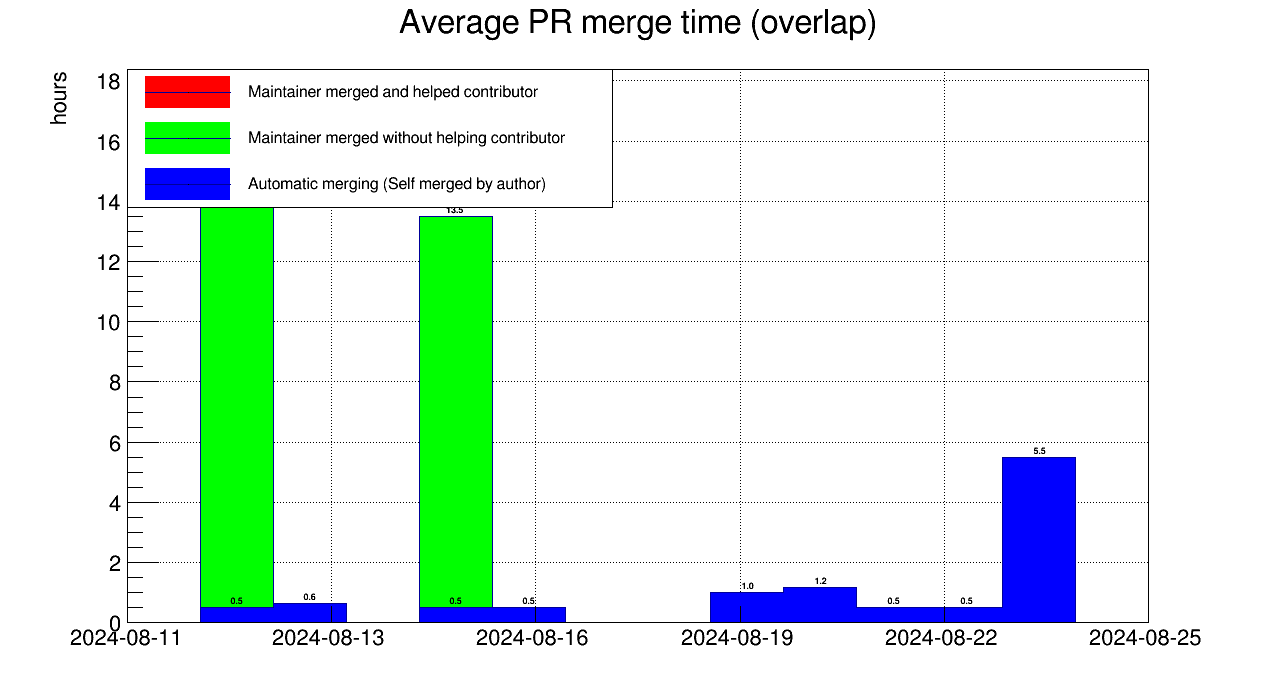 Average PR merge time (overlap)
hours
18
16
14
12
10
8
6
4
2
0
Maintainer merged and helped contributor
Maintainer merged without helping contributor
Automatic merging (Self merged by author)
13.5
5.5
0.5 0.6 0.5 0.5 1.0 1.2 0.5 0.5
2024-08-11 2024-08-13 2024-08-16 2024-08-19 2024-08-22 2024-08-25